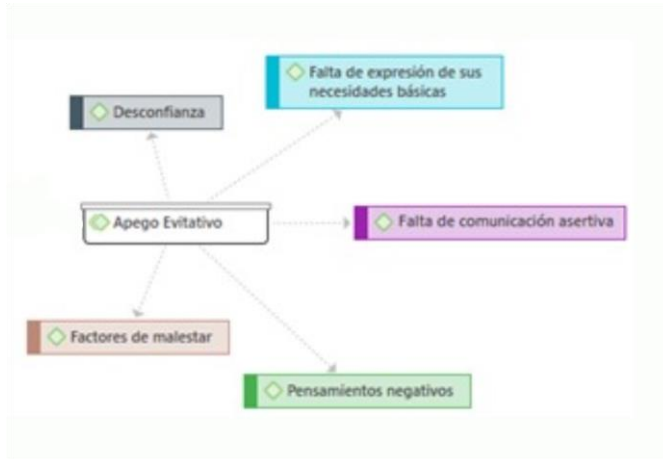 Falta de expresión de sus
necesidades básicas
Desconfianza
Apego Evitativo
Falta de comunicación asertiva
Factores de malestar
Pensamientos negativos